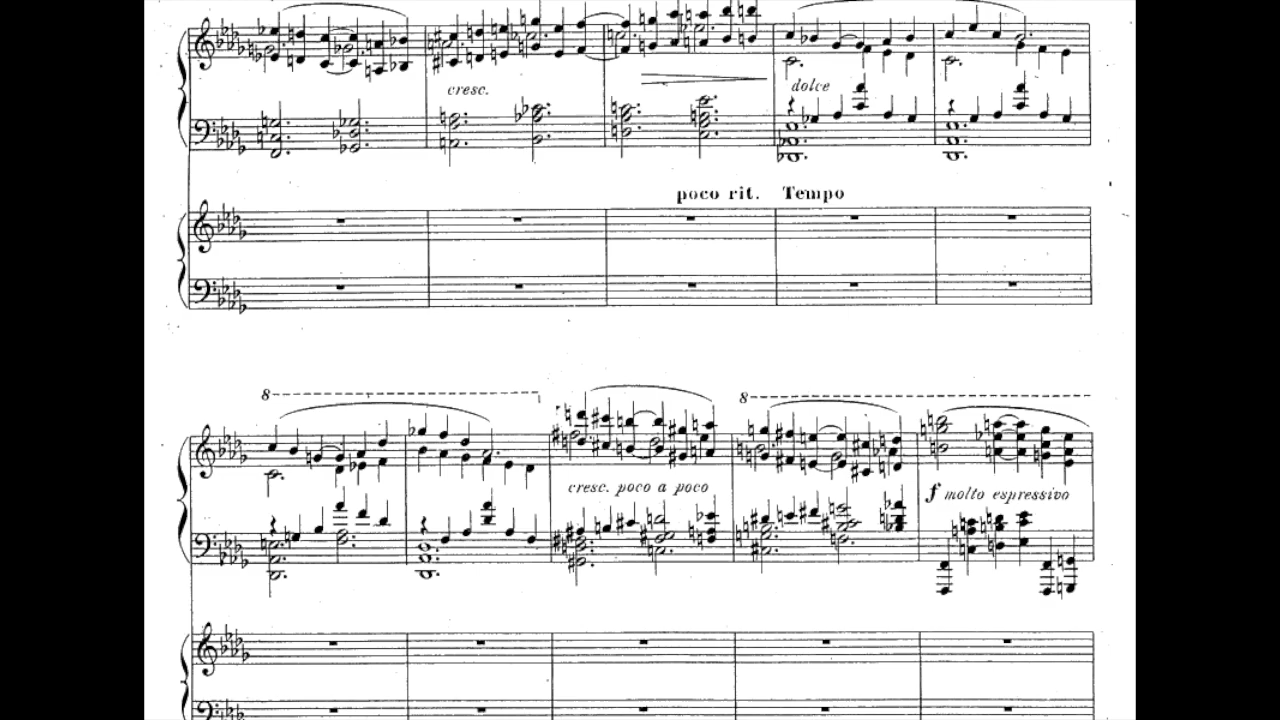 cresc.
dolce
poco rit. Tempo
8
cresc. poco a poco
8
f molto espressivo